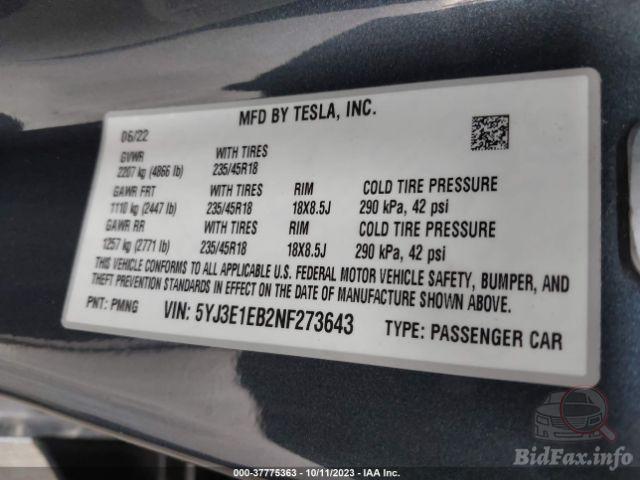 MFD BY TESLA, INC.
06/22
GVWR WITH TIRES
2207 kg (4866 lb) 235/45R18
GAWR FRT WITH TIRES RIM COLD TIRE PRESSURE
1110 kg (2447 lb) 235/45R18 18X8.5J 290 kPa, 42 psi
GAWR RR WITH TIRES RIM COLD TIRE PRESSURE
1257 kg (2771 lb) 235/45R18 18X8.5J 290 kPa, 42 psi
THIS VEHICLE CONFORMS TO ALL APPLICABLE U.S. FEDERAL MOTOR VEHICLE SAFETY, BUMPER, AND
THEFT PREVENTION STANDARDS IN EFFECT ON THE DATE OF MANUFACTURE SHOWN ABOVE.
PNT: PMNG VIN: 5YJ3E1EB2NF273643 TYPE: PASSENGER CAR
BidFax.info
000-37775363 - 10/11/2023 - IAA Inc.